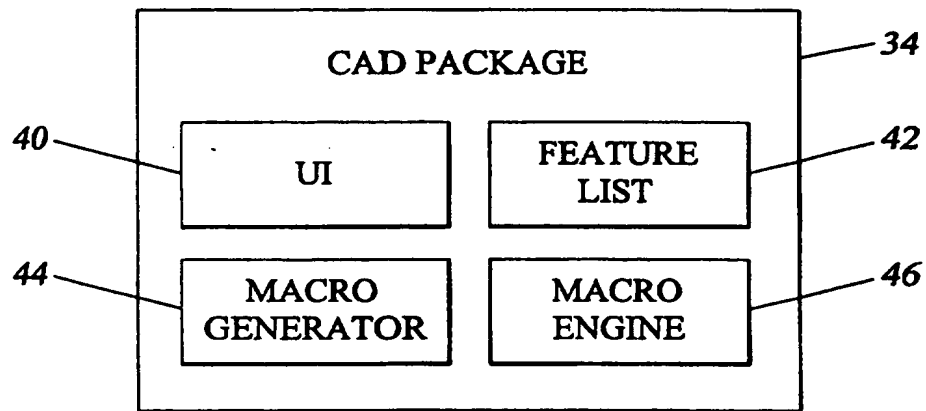 CAD PACKAGE
34
40
UI
FEATURE
LIST
42
44
MACRO
GENERATOR
MACRO
ENGINE
46